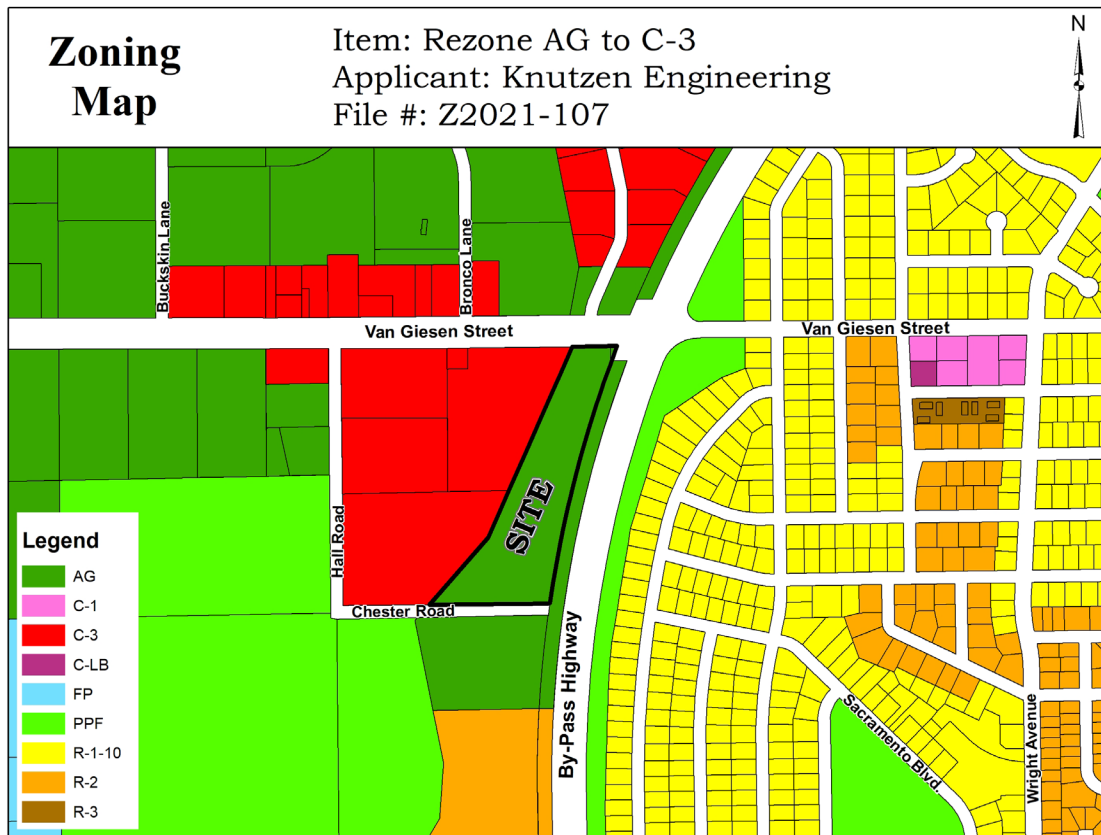 Zoning
Map
Item: Rezone AG to C-3
Applicant: Knutzen Engineering
File #: Z2021-107
N
Buckskin Lane
Bronco Lane
Van Giesen Street
Van Giesen Street
SITE
Hall Road
Chester Road
By-Pass Highway
Sacramento Blvd.
Wright Avenue
Legend
AG
C-1
C-3
C-LB
FP
PPF
R-1-10
R-2
R-3